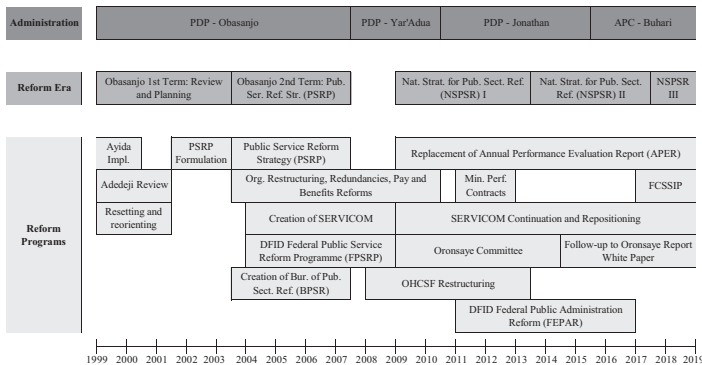 Administration
PDP - Obasanjo
PDP - Yar'Adua
PDP - Jonathan
APC - Buhari
Reform Era
Obasanjo 1st Term: Review
and Planning
Obasanjo 2nd Term: Pub.
Ser. Ref. Str. (PSRP)
Nat. Strat. for Pub. Sect. Ref.
(NSPSR) I
Nat. Strat. for Pub. Sect.
Ref. (NSPSR) II
NSPSR
III
Reform
Programs
Ayida
Impl.
PSRP
Formulation
Public Service Reform
Strategy (PSRP)
Replacement of Annual Performance Evaluation Report (APER)
Adedeji Review
Org. Restructuring, Redundancies, Pay and
Benefits Reforms
Min. Perf.
Contracts
FCSSIP
Resetting and
reorienting
Creation of SERVICOM
SERVICOM Continuation and Repositioning
DFID Federal Public Service
Reform Programme (FPSRP)
Oronsaye Committee
Follow-up to Oronsaye Report
White Paper
Creation of Bur. of Pub.
Sect. Ref. (BPSR)
OHCSF Restructuring
DFID Federal Public Administration
Reform (FEPAR)
1999 2000 2001 2002 2003 2004 2005 2006 2007 2008 2009 2010 2011 2012 2013 2014 2015 2016 2017 2018 2019